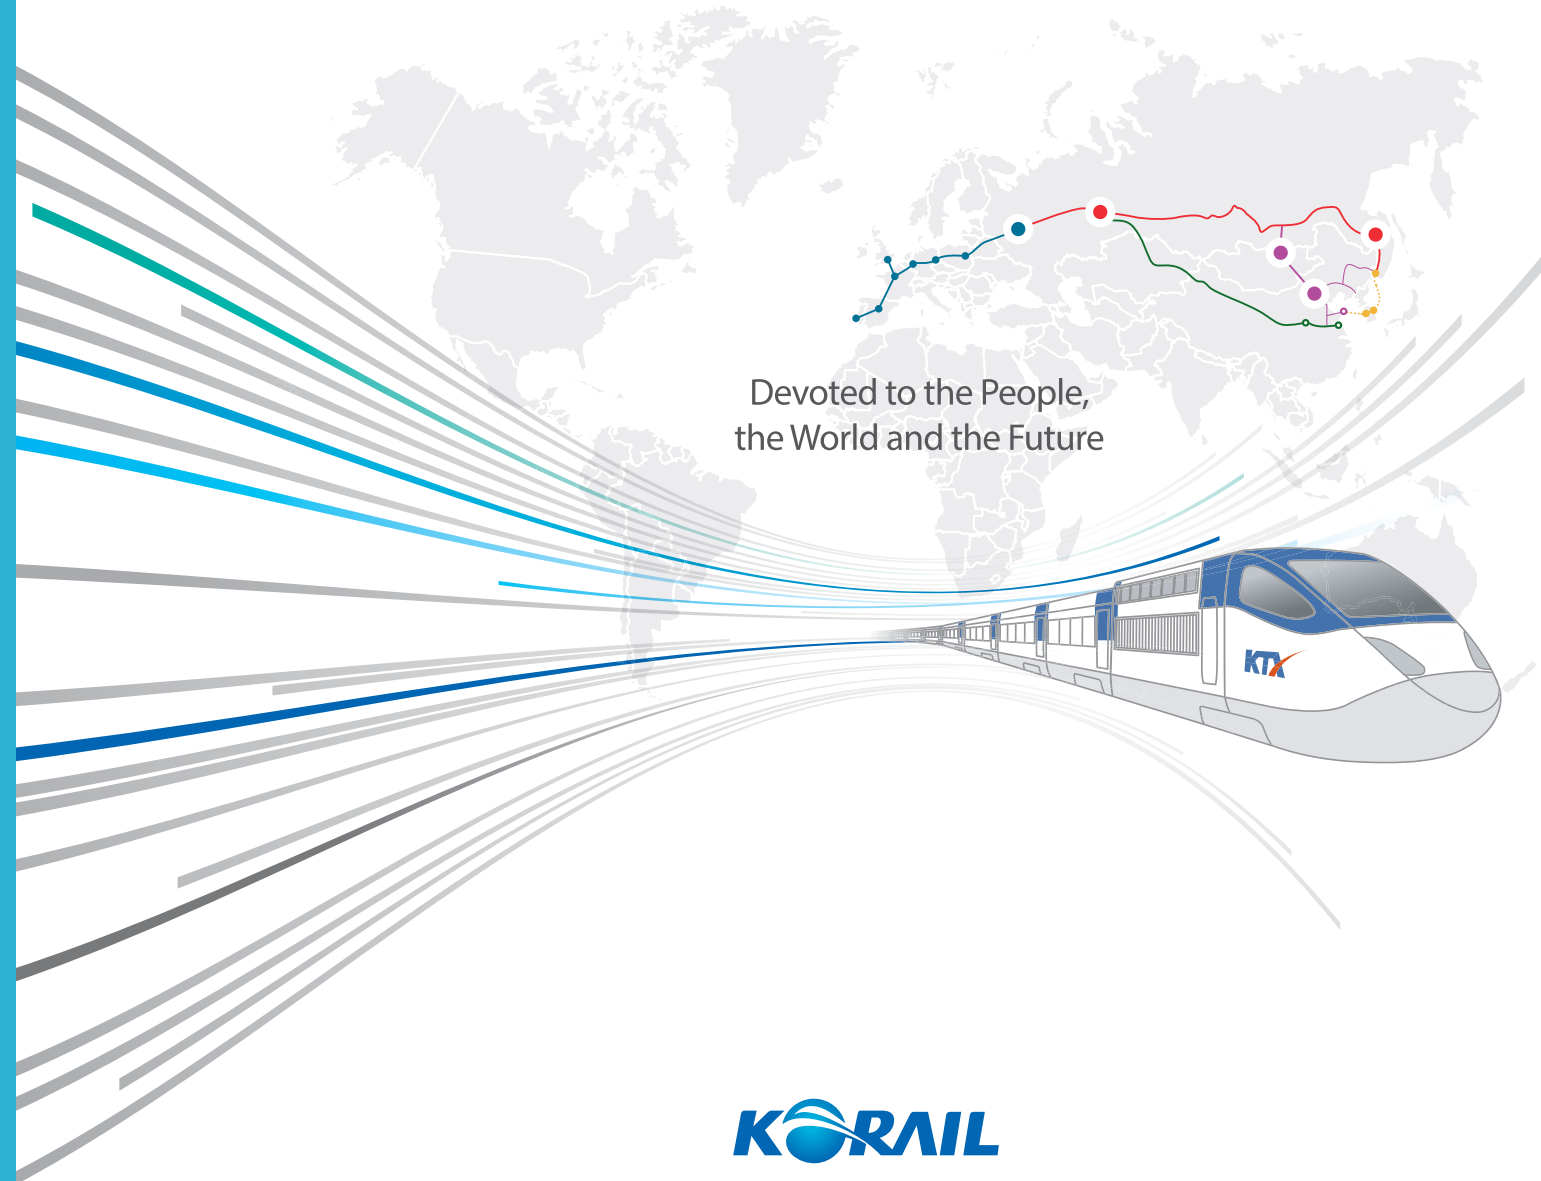 Devoted to the People,
the World and the Future
KTX
KORAIL